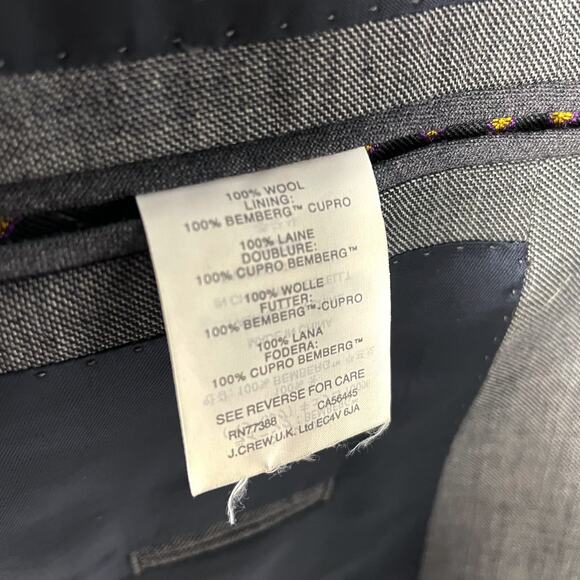 100% WOOL
LINING:
100% BEMBERG™ CUPRO
100% LAINE
DOUBLURE:
100% CUPRO BEMBERG™
100% WOLLE
FUTTER:
100% BEMBERG™-CUPRO
100% LANA
FODERA:
100% CUPRO BEMBERG™
SEE REVERSE FOR CARE
RN77388 CA56445
J.CREW U.K. Ltd EC4V 6JA